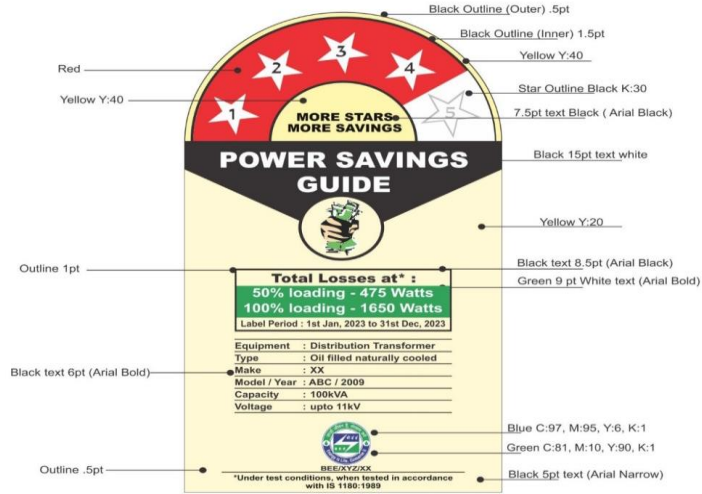 Black Outline (Outer) .5pt
Black Outline (Inner) 1.5pt
Yellow Y:40
Red
Star Outline Black K:30
Yellow Y:40
7.5pt text Black ( Arial Black)
1 2 3 4 5
MORE STARS
MORE SAVINGS
POWER SAVINGS
GUIDE
Black 15pt text white
Yellow Y:20
Outline 1pt
Black text 8.5pt (Arial Black)
Green 9 pt White text (Arial Bold)
Total Losses at* :
50% loading - 475 Watts
100% loading - 1650 Watts
Label Period : 1st Jan, 2023 to 31st Dec, 2023
Equipment : Distribution Transformer
Type : Oil filled naturally cooled
Black text 6pt (Arial Bold)
Make : XX
Model / Year : ABC / 2009
Capacity : 100kVA
Voltage : upto 11kV
Blue C:97, M:95, Y:6, K:1
Green C:81, M:10, Y:90, K:1
BEE/XYZ/XX
Outline .5pt
*Under test conditions, when tested in accordance
with IS 1180:1989
Black 5pt text (Arial Narrow)